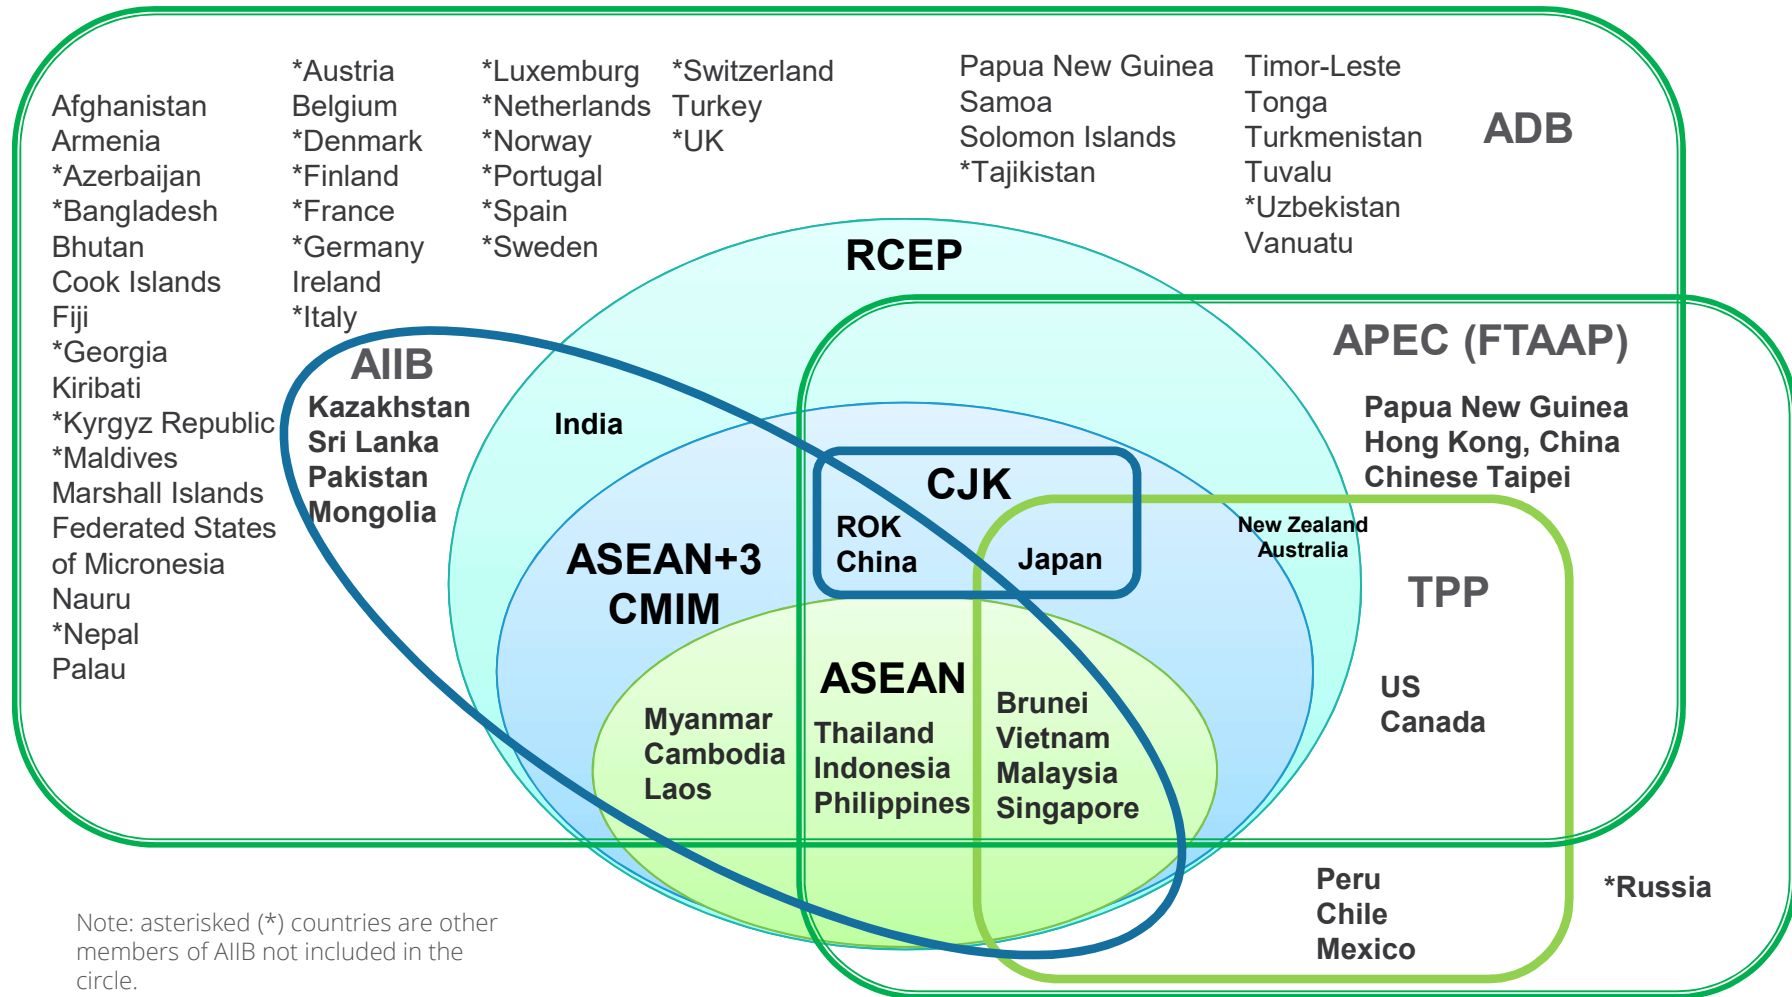 Afghanistan
Armenia
*Azerbaijan
*Bangladesh
Bhutan
Cook Islands
Fiji
*Georgia
Kiribati
*Kyrgyz Republic
*Maldives
Marshall Islands
Federated States
of Micronesia
Nauru
*Nepal
Palau
*Austria
Belgium
*Denmark
*Finland
*France
*Germany
Ireland
*Italy
*Luxemburg
*Netherlands
*Norway
*Portugal
*Spain
*Sweden
*Switzerland
Turkey
*UK
Papua New Guinea
Samoa
Solomon Islands
*Tajikistan
Timor-Leste
Tonga
Turkmenistan
Tuvalu
*Uzbekistan
Vanuatu
ADB
RCEP
APEC (FTAAP)
Papua New Guinea
Hong Kong, China
Chinese Taipei
AIIB
Kazakhstan
Sri Lanka
Pakistan
Mongolia
India
CJK
ROK
China
Japan
New Zealand
Australia
ASEAN+3
CMIM
TPP
US
Canada
ASEAN
Myanmar
Cambodia
Laos
Thailand
Indonesia
Philippines
Brunei
Vietnam
Malaysia
Singapore
Peru
Chile
Mexico
*Russia
Note: asterisked (*) countries are other
members of AIIB not included in the
circle.